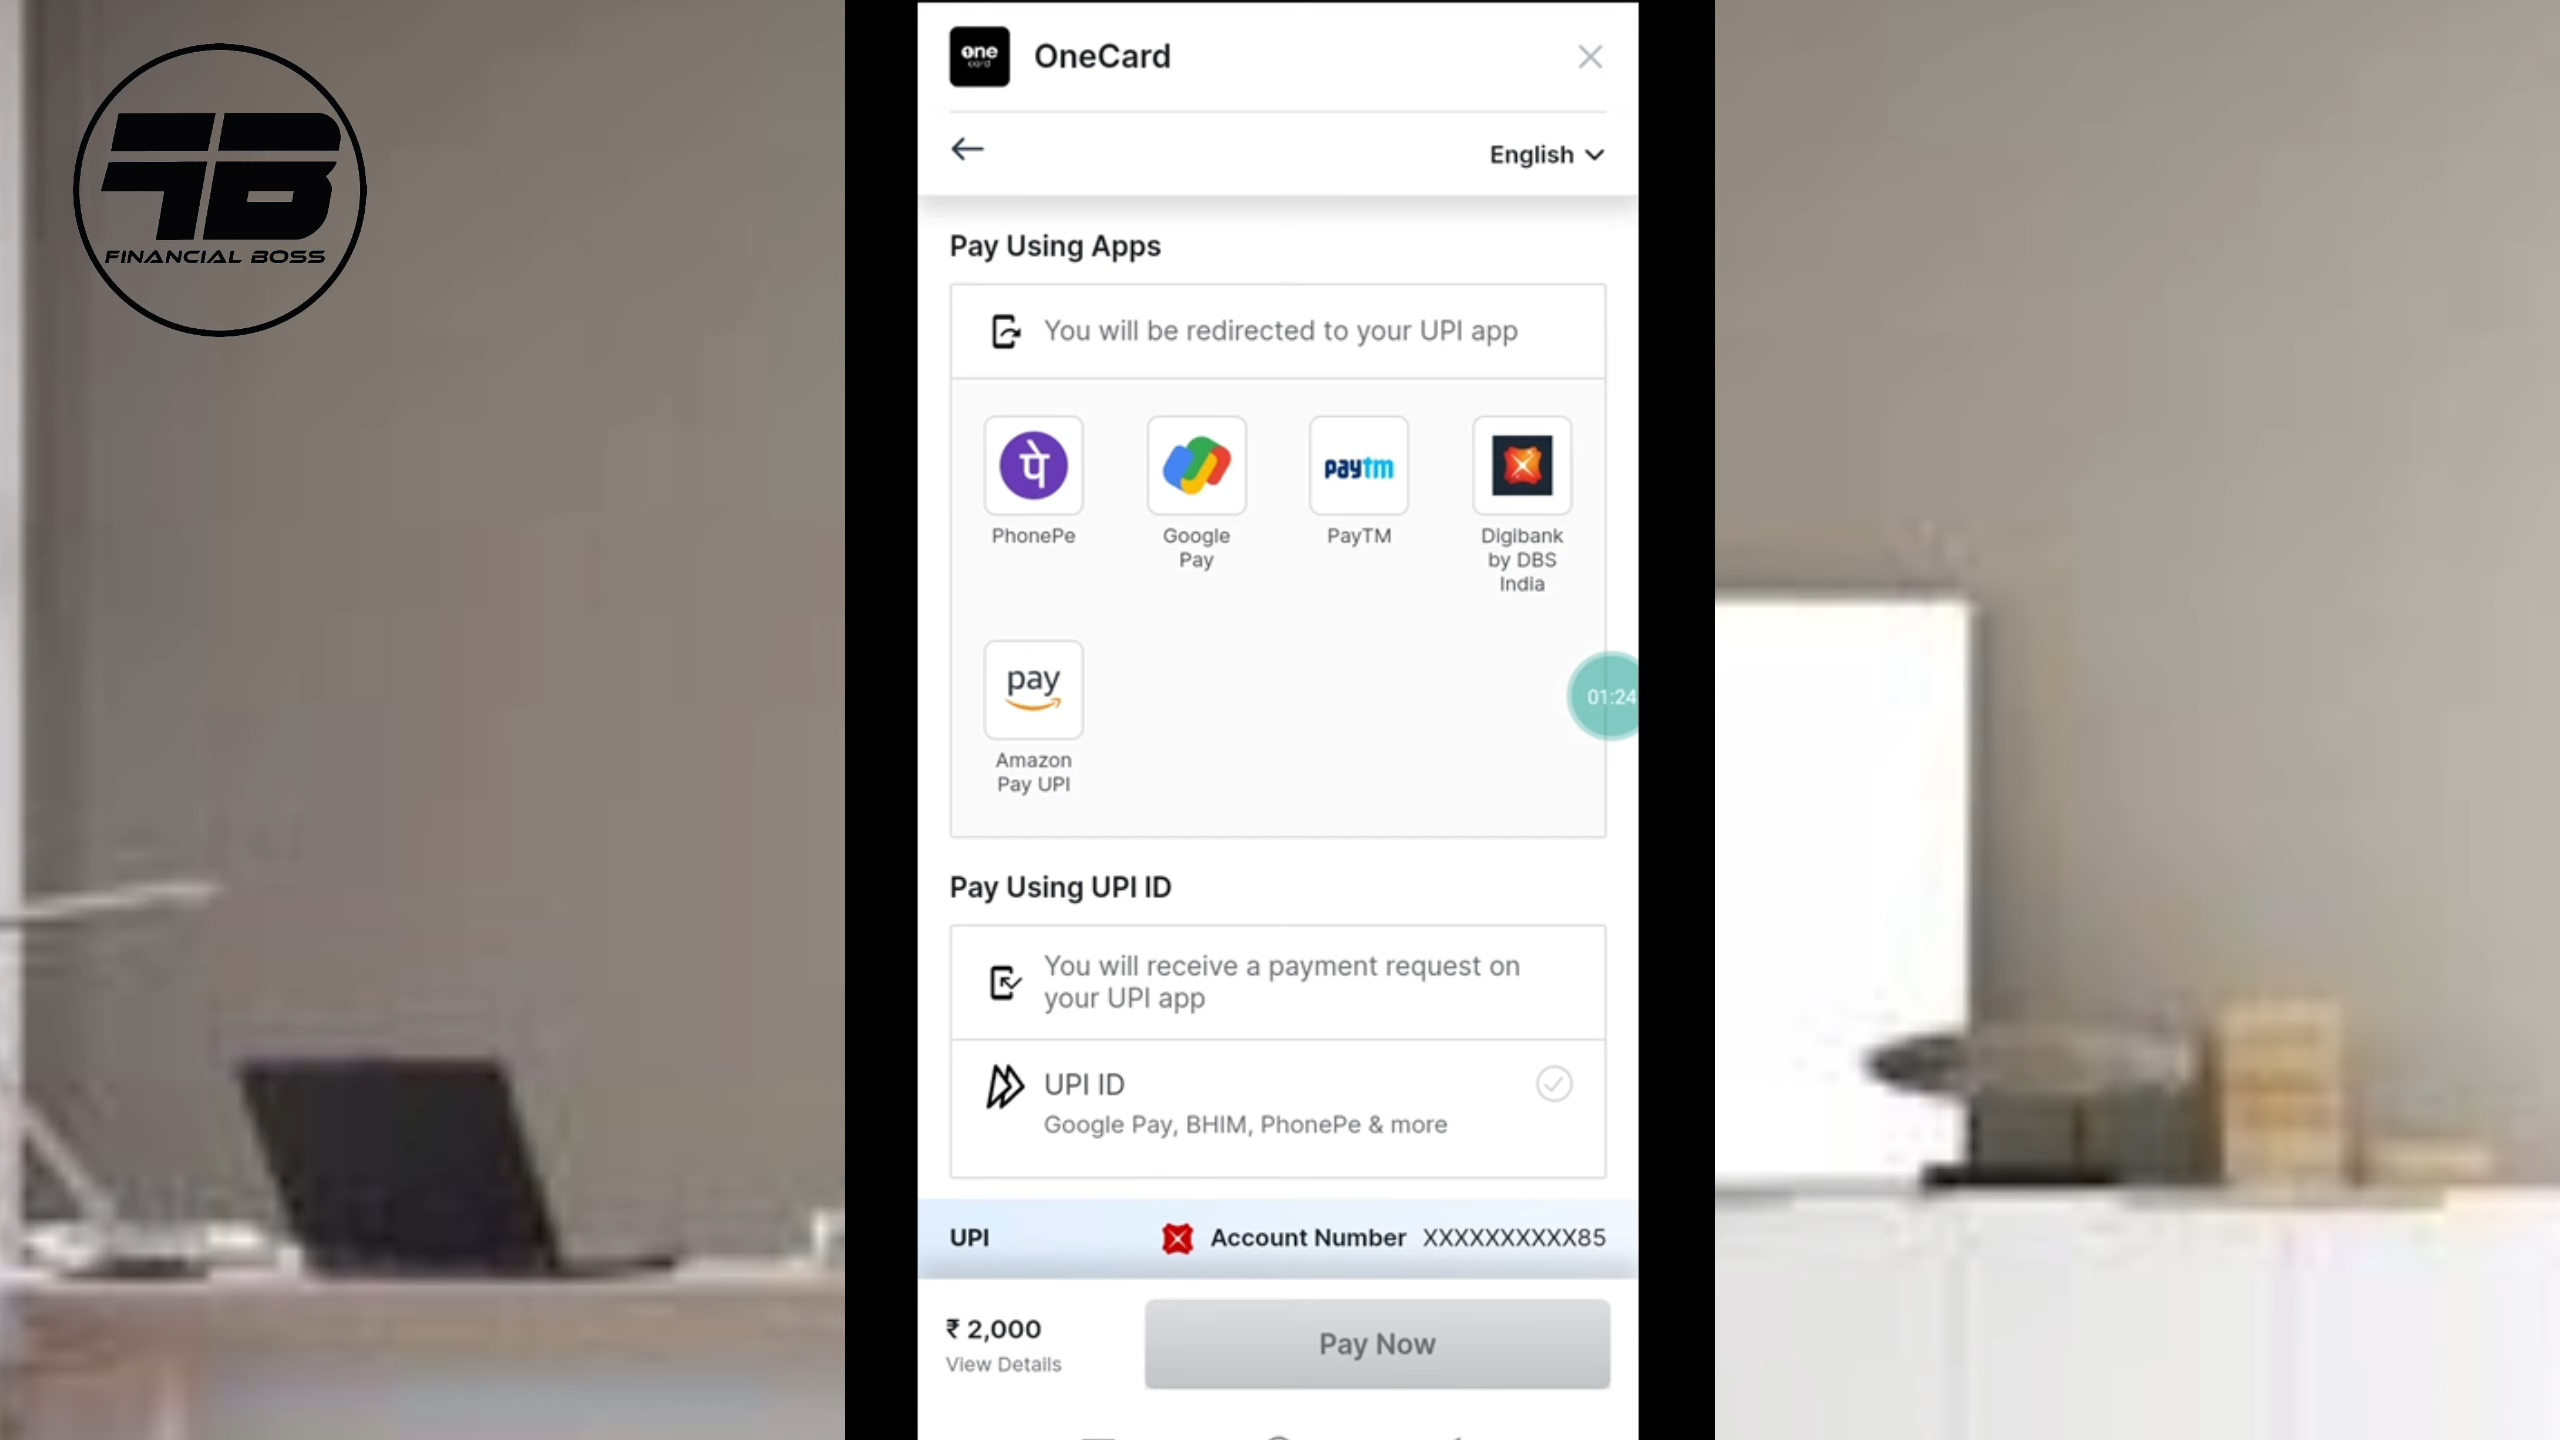 FB
FINANCIAL BOSS
one
card
OneCard
English
Pay Using Apps
You will be redirected to your UPI app
पे
paytm
PhonePe
Google
Pay
PayTM
Digibank
by DBS
India
pay
01:24
Amazon
Pay UPI
Pay Using UPI ID
You will receive a payment request on
your UPI app
UPI ID
Google Pay, BHIM, PhonePe & more
UPI
Account Number XXXXXXXXXX85
₹ 2,000
View Details
Pay Now